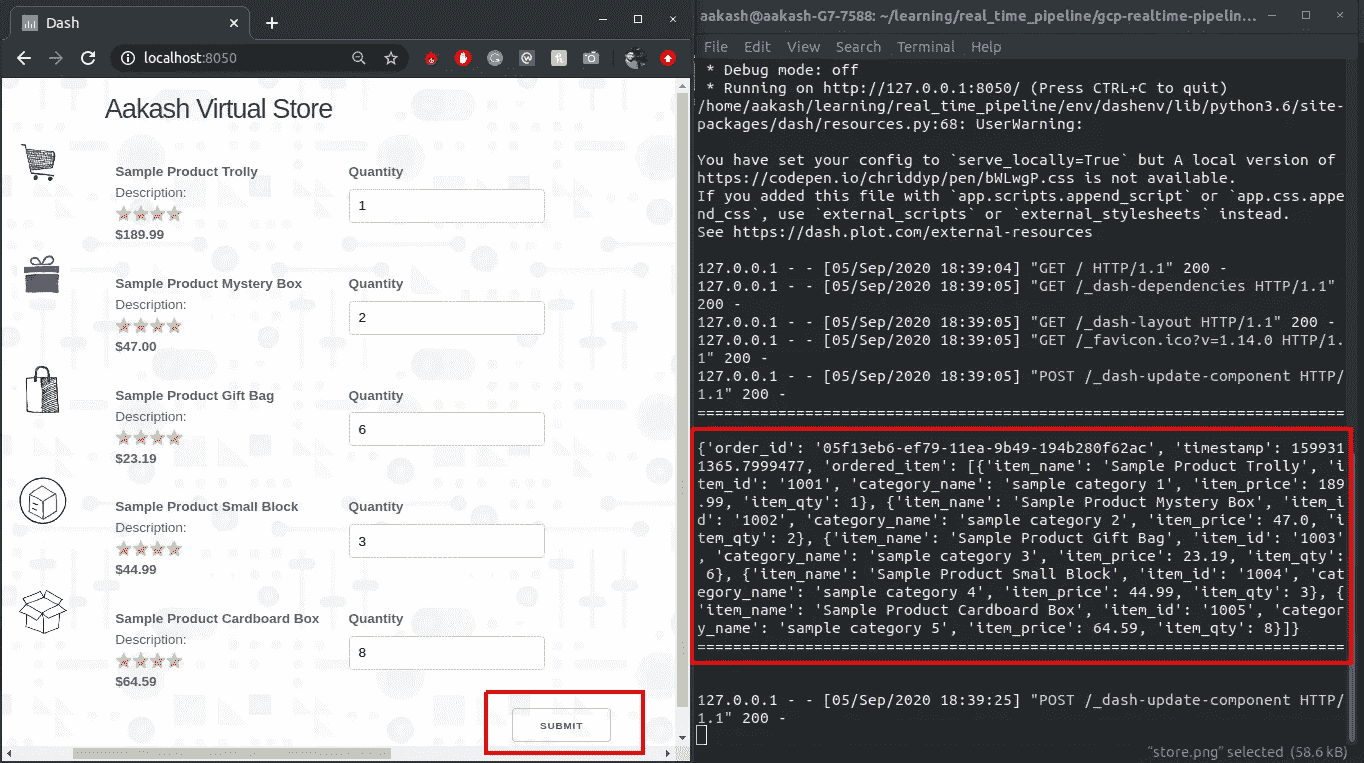 Dash
localhost:8050
Aakash Virtual Store
Sample Product Trolly
Quantity
Description:
1
$189.99
Sample Product Mystery Box
Quantity
Description:
2
$47.00
Sample Product Gift Bag
Quantity
Description:
6
$23.19
Sample Product Small Block
Quantity
Description:
3
$44.99
Sample Product Cardboard Box
Quantity
Description:
8
$64.59
SUBMIT
aakash@aakash-G7-7588: ~/learning/real_time_pipeline/gcp-realtime-pipelin...
File Edit View Search Terminal Help
* Debug mode: off
* Running on http://127.0.0.1:8050/ (Press CTRL+C to quit)
/home/aakash/learning/real_time_pipeline/env/dashenv/lib/python3.6/site-
packages/dash/resources.py:68: UserWarning:
You have set your config to `serve_locally=True` but A local version of
https://codepen.io/chriddyp/pen/bWLwgP.css is not available.
If you added this file with `app.scripts.append_script` or `app.css.appe
nd_css`, use `external_scripts` or `external_stylesheets` instead.
See https://dash.plot.com/external-resources
127.0.0.1 - - [05/Sep/2020 18:39:04] "GET / HTTP/1.1" 200 -
127.0.0.1 - - [05/Sep/2020 18:39:05] "GET /_dash-dependencies HTTP/1.1"
200 -
127.0.0.1 - - [05/Sep/2020 18:39:05] "GET /_dash-layout HTTP/1.1" 200 -
127.0.0.1 - - [05/Sep/2020 18:39:05] "GET /_favicon.ico?v=1.14.0 HTTP/1.
1" 200 -
127.0.0.1 - - [05/Sep/2020 18:39:05] "POST /_dash-update-component HTTP/
1.1" 200 -
========================================================================
{'order_id': '05f13eb6-ef79-11ea-9b49-194b280f62ac', 'timestamp': 159931
1365.7999477, 'ordered_item': [{'item_name': 'Sample Product Trolly', 'i
tem_id': '1001', 'category_name': 'sample category 1', 'item_price': 189
.99, 'item_qty': 1}, {'item_name': 'Sample Product Mystery Box', 'item_i
d': '1002', 'category_name': 'sample category 2', 'item_price': 47.0, 'i
tem_qty': 2}, {'item_name': 'Sample Product Gift Bag', 'item_id': '1003'
, 'category_name': 'sample category 3', 'item_price': 23.19, 'item_qty':
6}, {'item_name': 'Sample Product Small Block', 'item_id': '1004', 'cat
egory_name': 'sample category 4', 'item_price': 44.99, 'item_qty': 3}, {
'item_name': 'Sample Product Cardboard Box', 'item_id': '1005', 'categor
y_name': 'sample category 5', 'item_price': 64.59, 'item_qty': 8}]}
========================================================================
127.0.0.1 - - [05/Sep/2020 18:39:25] "POST /_dash-update-component HTTP/
1.1" 200 -
"store.png" selected (58.6 kB)